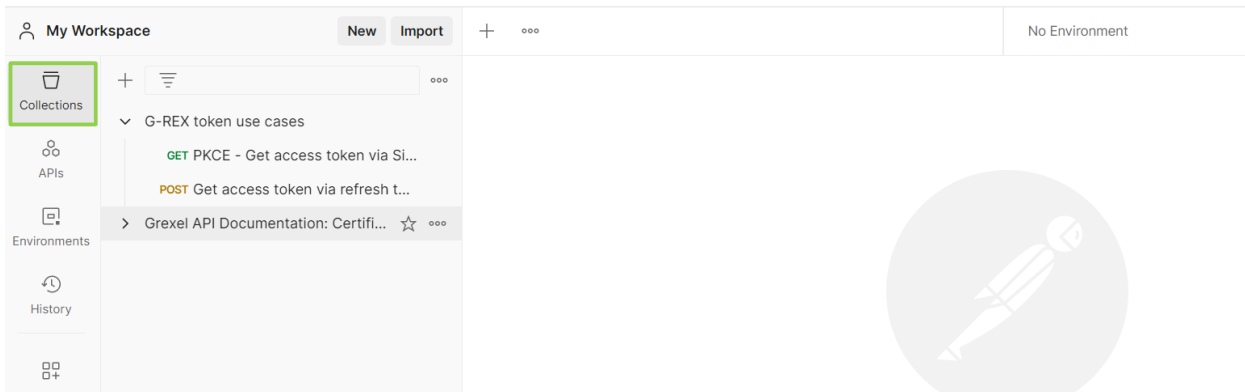 My Workspace New Import No Environment
Collections
G-REX token use cases
GET PKCE - Get access token via Si...
APIs
POST Get access token via refresh t...
Grexel API Documentation: Certifi...
Environments
History